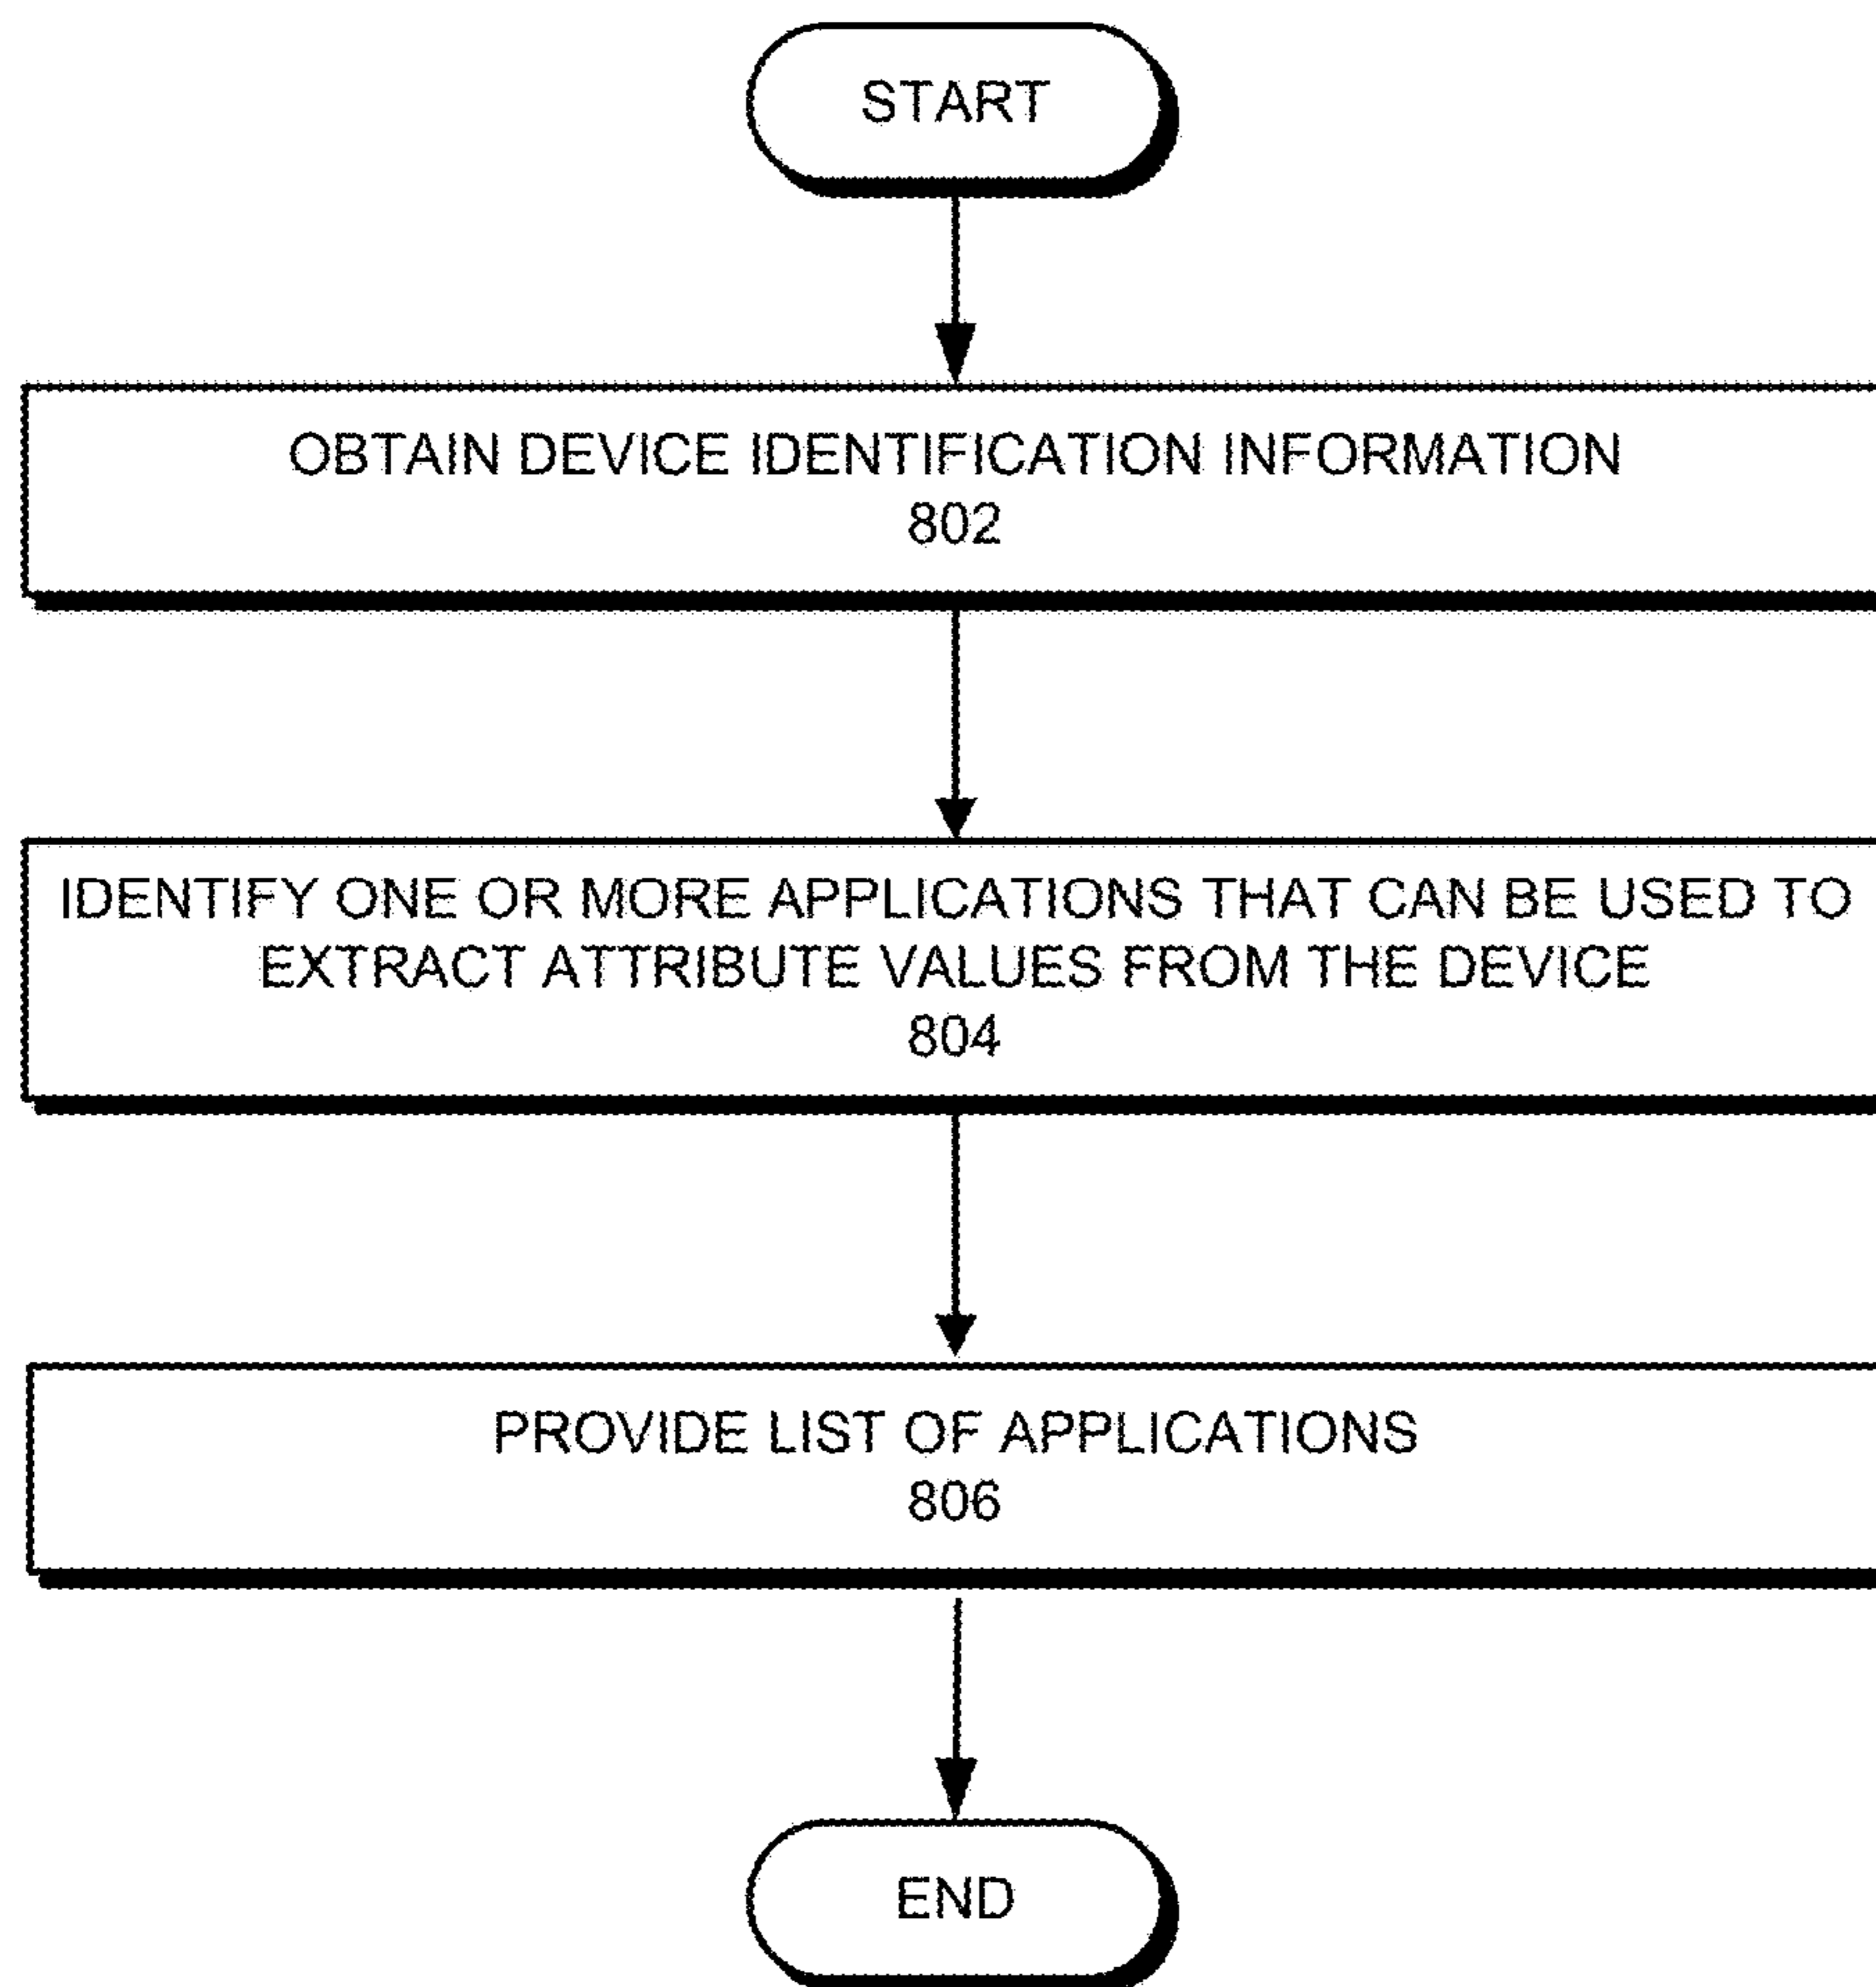 START
OBTAIN DEVICE IDENTIFICATION INFORMATION
802
IDENTIFY ONE OR MORE APPLICATIONS THAT CAN BE USED TO
EXTRACT ATTRIBUTE VALUES FROM THE DEVICE
804
PROVIDE LIST OF APPLICATIONS
806
END